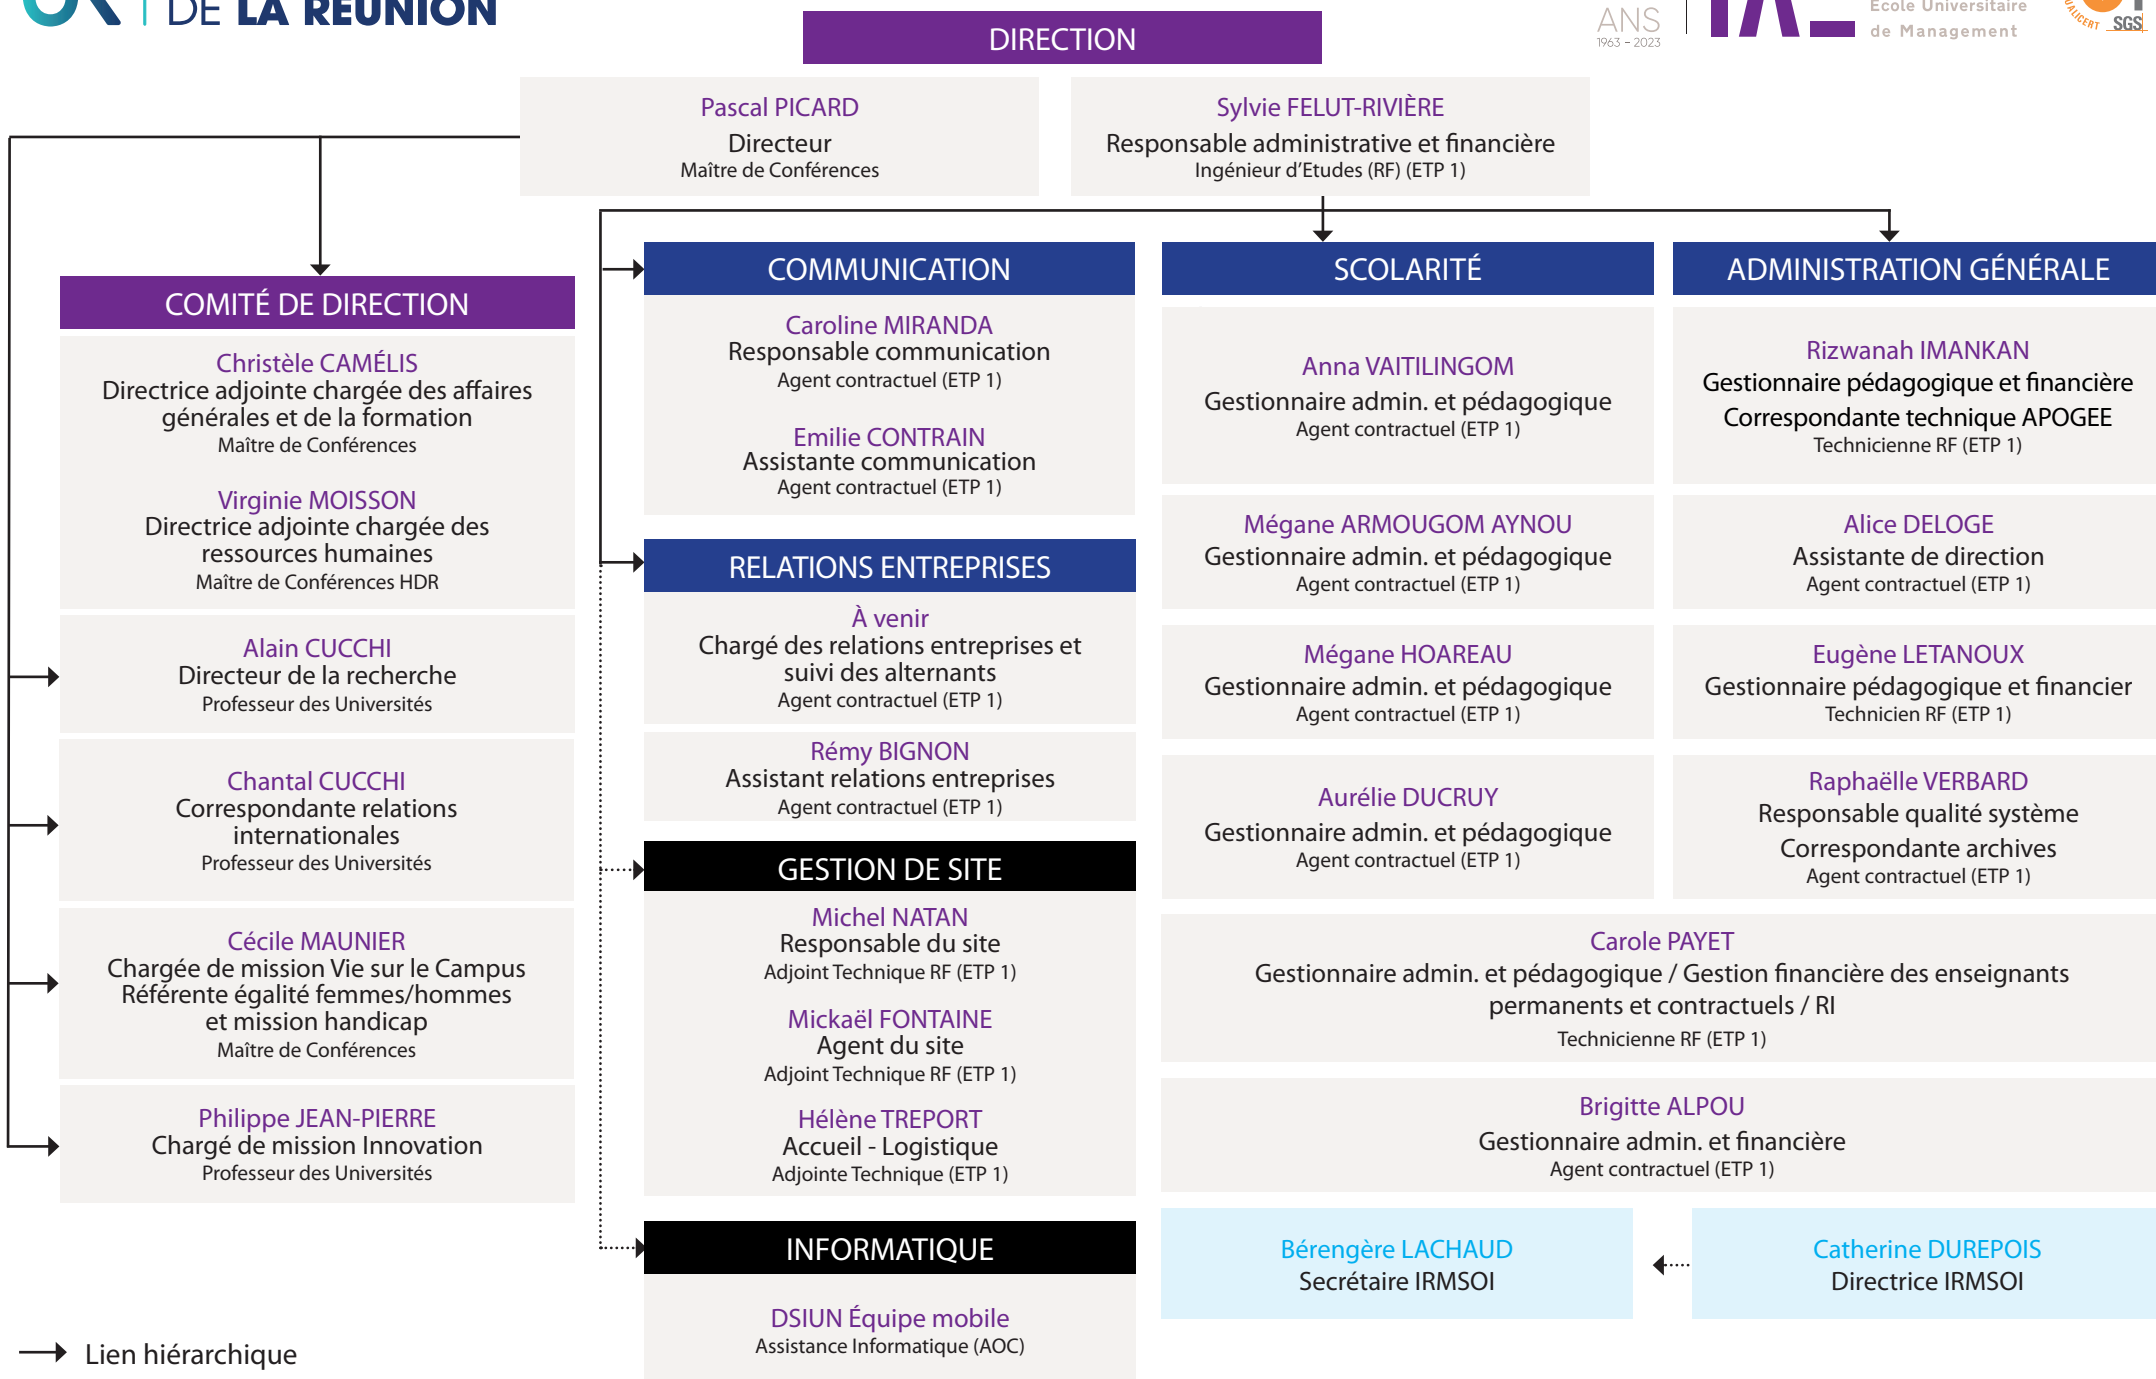 DE LA RÉUNION
ANS
1963 - 2023
École Universitaire
de Management
QUALICERT
SGS
DIRECTION
Pascal PICARD
Directeur
Maître de Conférences
Sylvie FELUT-RIVIÈRE
Responsable administrative et financière
Ingénieur d'Etudes (RF) (ETP 1)
COMITÉ DE DIRECTION
Christèle CAMÉLIS
Directrice adjointe chargée des affaires
générales et de la formation
Maître de Conférences
Virginie MOISSON
Directrice adjointe chargée des
ressources humaines
Maître de Conférences HDR
Alain CUCCHI
Directeur de la recherche
Professeur des Universités
Chantal CUCCHI
Correspondante relations
internationales
Professeur des Universités
Cécile MAUNIER
Chargée de mission Vie sur le Campus
Référente égalité femmes/hommes
et mission handicap
Maître de Conférences
Philippe JEAN-PIERRE
Chargé de mission Innovation
Professeur des Universités
COMMUNICATION
Caroline MIRANDA
Responsable communication
Agent contractuel (ETP 1)
Emilie CONTRAIN
Assistante communication
Agent contractuel (ETP 1)
RELATIONS ENTREPRISES
À venir
Chargé des relations entreprises et
suivi des alternants
Agent contractuel (ETP 1)
Rémy BIGNON
Assistant relations entreprises
Agent contractuel (ETP 1)
GESTION DE SITE
Michel NATAN
Responsable du site
Adjoint Technique RF (ETP 1)
Mickaël FONTAINE
Agent du site
Adjoint Technique RF (ETP 1)
Hélène TREPORT
Accueil - Logistique
Adjointe Technique (ETP 1)
INFORMATIQUE
DSIUN Équipe mobile
Assistance Informatique (AOC)
SCOLARITÉ
Anna VAITILINGOM
Gestionnaire admin. et pédagogique
Agent contractuel (ETP 1)
Mégane ARMOUGOM AYNOU
Gestionnaire admin. et pédagogique
Agent contractuel (ETP 1)
Mégane HOAREAU
Gestionnaire admin. et pédagogique
Agent contractuel (ETP 1)
Aurélie DUCRUY
Gestionnaire admin. et pédagogique
Agent contractuel (ETP 1)
ADMINISTRATION GÉNÉRALE
Rizwanah IMANKAN
Gestionnaire pédagogique et financière
Correspondante technique APOGEE
Technicienne RF (ETP 1)
Alice DELOGE
Assistante de direction
Agent contractuel (ETP 1)
Eugène LETANOUX
Gestionnaire pédagogique et financier
Technicien RF (ETP 1)
Raphaëlle VERBARD
Responsable qualité système
Correspondante archives
Agent contractuel (ETP 1)
Carole PAYET
Gestionnaire admin. et pédagogique / Gestion financière des enseignants
permanents et contractuels / RI
Technicienne RF (ETP 1)
Brigitte ALPOU
Gestionnaire admin. et financière
Agent contractuel (ETP 1)
Bérengère LACHAUD
Secrétaire IRMSOI
Catherine DUREPOIS
Directrice IRMSOI
Lien hiérarchique